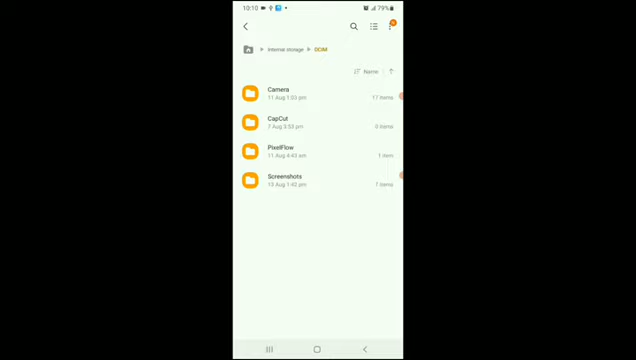 10:10
79%
Internal storage
DCIM
Name
Camera
11 Aug 1:03 pm
17 items
CapCut
7 Aug 3:53 pm
0 items
PixelFlow
11 Aug 4:43 am
1 item
Screenshots
13 Aug 1:42 pm
7 items